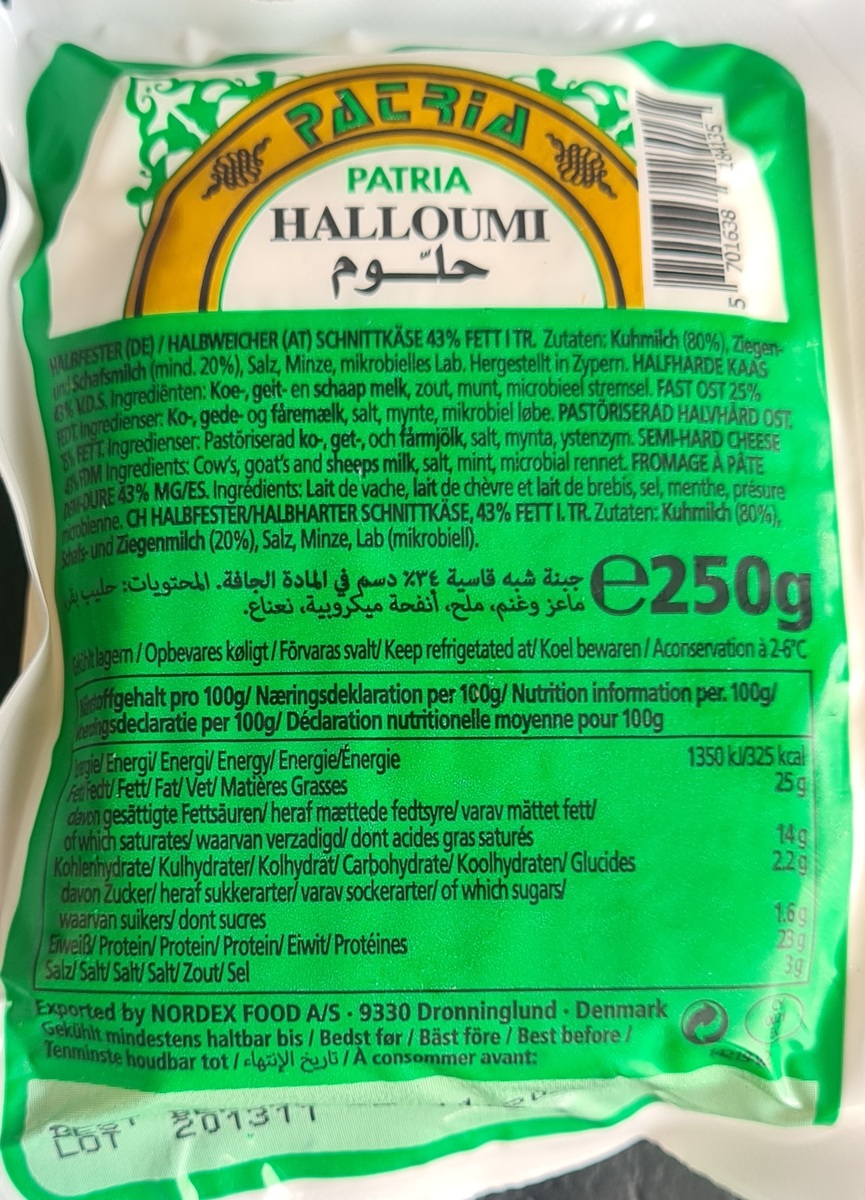 PATRIA
PATRIA
HALLOUMI
حلّوم
5 701638 184135
HALBFESTER (DE) / HALBWEICHER (AT) SCHNITTKÄSE 43% FETT I TR. Zutaten: Kuhmilch (80%), Ziegen-
und Schafsmilch (mind. 20%), Salz, Minze, mikrobielles Lab. Hergestellt in Zypern. HALFHARDE KAAS
43% V.D.S. Ingrediënten: Koe-, geit- en schaap melk, zout, munt, microbieel stremsel. FAST OST 25%
FEDT. Ingredienser: Ko-, gede- og fåremælk, salt, mynte, mikrobiel løbe. PASTÖRISERAD HALVHÅRD OST,
25% FETT. Ingredienser: Pastöriserad ko-, get-, och fårmjölk, salt, mynta, ystenzym. SEMI-HARD CHEESE
43% FDM Ingredients: Cow's, goat's and sheeps milk, salt, mint, microbial rennet. FROMAGE À PÂTE
DEMI-DURE 43% MG/ES. Ingrédients: Lait de vache, lait de chèvre et lait de brebis, sel, menthe, présure
microbienne. CH HALBFESTER/HALBHARTER SCHNITTKÄSE, 43% FETT I. TR. Zutaten: Kuhmilch (80%),
Schafs- und Ziegenmilch (20%), Salz, Minze, Lab (mikrobiell).
جبنة شبه قاسية ٤٣٪ دسم في المادة الجافة. المحتويات: حليب بقر
ماعز وغنم، ملح، أنفحة ميكروبية، نعناع.
e250g
Gekühlt lagern / Opbevares køligt / Förvaras svalt/ Keep refrigetated at/ Koel bewaren / Aconservation à 2-6°C
Nährstoffgehalt pro 100g/ Næringsdeklaration per 100g/ Nutrition information per. 100g/
Voedingsdeclaratie per 100g/ Déclaration nutritionelle moyenne pour 100g
Energie/ Energi/ Energi/ Energy/ Energie/Énergie 1350 kJ/325 kcal
Fett/ Fedt/ Fett/ Fat/ Vet/ Matières Grasses 25 g
davon gesättigte Fettsäuren/ heraf mættede fedtsyre/ varav mättet fett/
of which saturates/ waarvan verzadigd/ dont acides gras saturés 14 g
Kohlenhydrate/ Kulhydrater/ Kolhydrat/ Carbohydrate/ Koolhydraten/ Glucides 2.2 g
davon Zucker/ heraf sukkerarter/ varav sockerarter/ of which sugars/
waarvan suikers/ dont sucres 1.6 g
Eiweiß/ Protein/ Protein/ Protein/ Eiwit/ Protéines 23 g
Salz/ Salt/ Salt/ Salt/ Zout/ Sel 3 g
Exported by NORDEX FOOD A/S · 9330 Dronninglund · Denmark
Gekühlt mindestens haltbar bis / Bedst før / Bäst före / Best before /
Tenminste houdbar tot / تاريخ الإنتهاء / À consommer avant:
BEST
LOT 201311